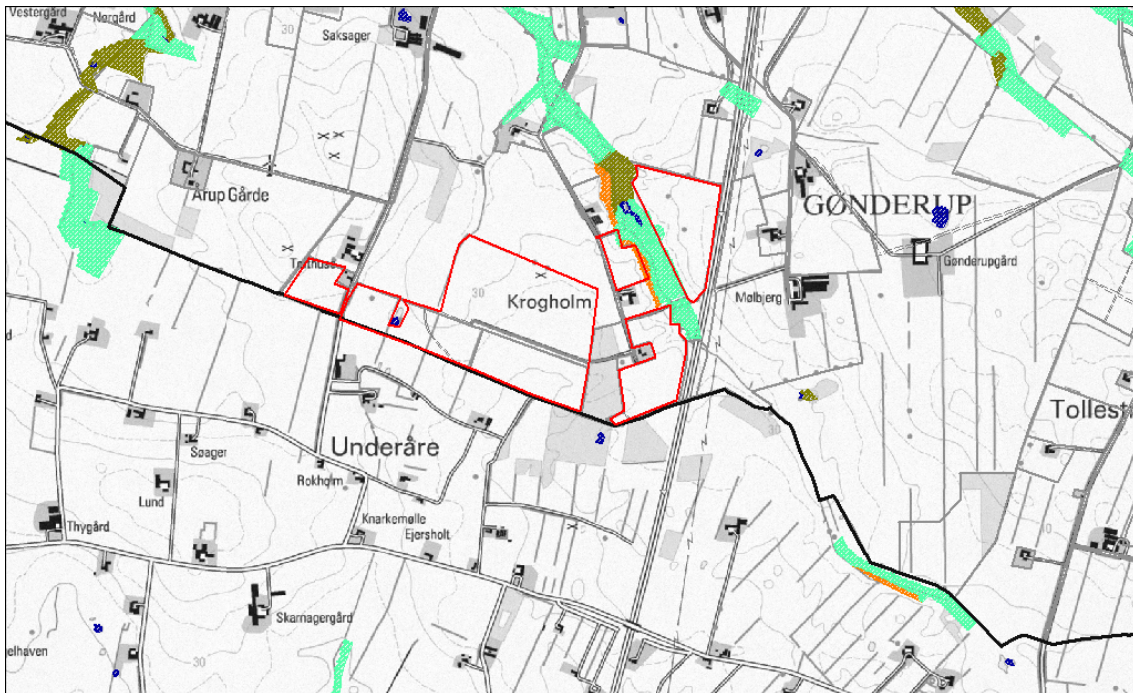 Vestergård
Nørgård
30
Saksager
Årup Gårde
GØNDERUP
Gønderupgård
Krogholm
30
Mølbjerg
Tollest
Underåre
30
Søager
Rokholm
Lund
Thygård
Knarkemølle
Ejersholt
Skarnagergård
elhaven
30